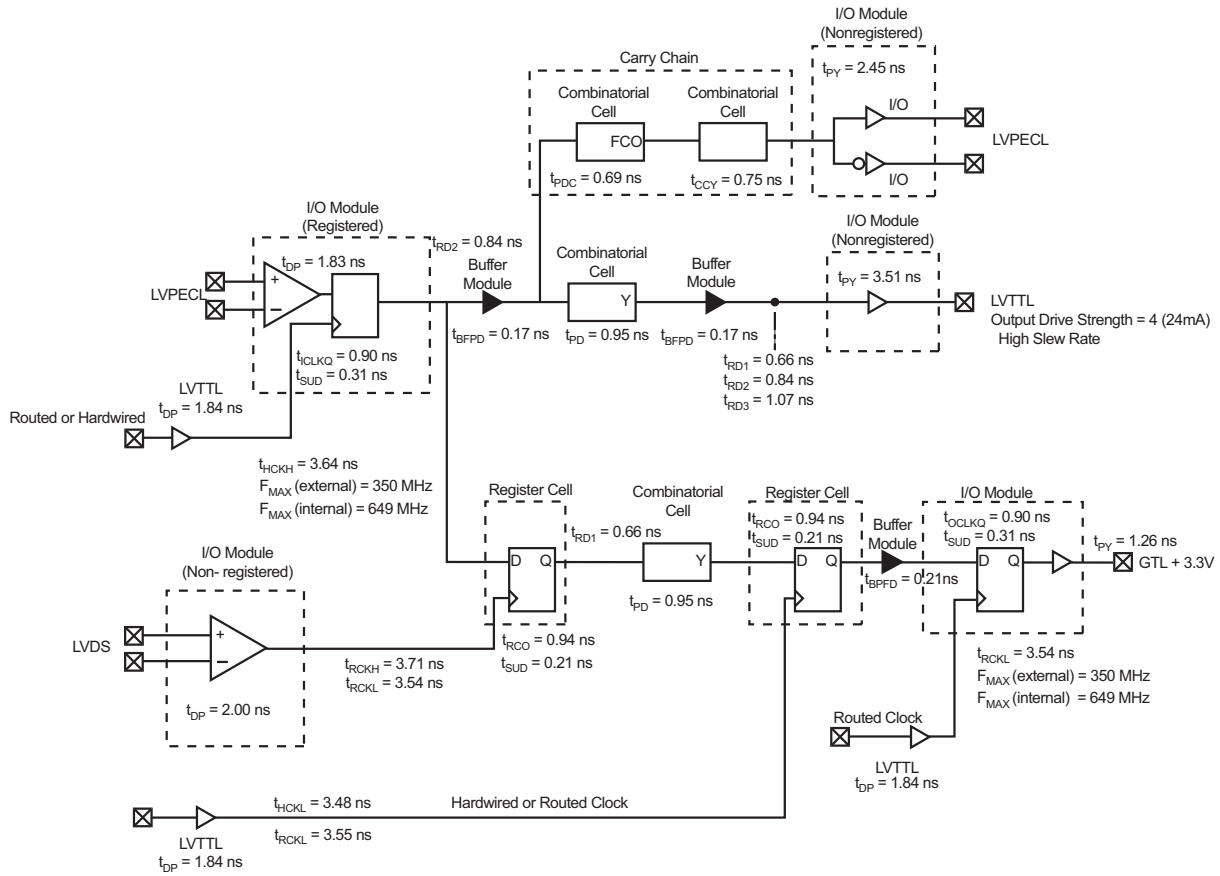 I/O Module
(Nonregistered)
Carry Chain
tPY = 2.45 ns
Combinatorial
Cell
Combinatorial
Cell
I/O
FCO
Y
LVPECL
I/O
tPDC = 0.69 ns
tCCY = 0.75 ns
I/O Module
(Registered)
I/O Module
(Nonregistered)
tRD2 = 0.84 ns
Buffer
Module
Combinatorial
Cell
Buffer
Module
tDP = 1.83 ns
tPY = 3.51 ns
+
−
LVPECL
Y
LVTTL
Output Drive Strength = 4 (24mA)
High Slew Rate
tBFPD = 0.17 ns
tPD = 0.95 ns
tBFPD = 0.17 ns
tICLKQ = 0.90 ns
tSUD = 0.31 ns
tRD1 = 0.66 ns
tRD2 = 0.84 ns
tRD3 = 1.07 ns
LVTTL
tDP = 1.84 ns
Routed or Hardwired
tHCKH = 3.64 ns
FMAX (external) = 350 MHz
FMAX (internal) = 649 MHz
Register Cell
Combinatorial
Cell
Register Cell
I/O Module
tRCO = 0.94 ns
tSUD = 0.21 ns
Buffer
Module
tOCLKQ = 0.90 ns
tSUD = 0.31 ns
tRD1 = 0.66 ns
tPY = 1.26 ns
I/O Module
(Non- registered)
D Q
Y
D Q
D Q
GTL + 3.3V
tBPFD = 0.21ns
tPD = 0.95 ns
LVDS
+
−
tRCO = 0.94 ns
tSUD = 0.21 ns
tRCKH = 3.71 ns
tRCKL = 3.54 ns
tRCKL = 3.54 ns
FMAX (external) = 350 MHz
FMAX (internal) = 649 MHz
tDP = 2.00 ns
Routed Clock
LVTTL
tDP = 1.84 ns
tHCKL = 3.48 ns
Hardwired or Routed Clock
tRCKL = 3.55 ns
LVTTL
tDP = 1.84 ns